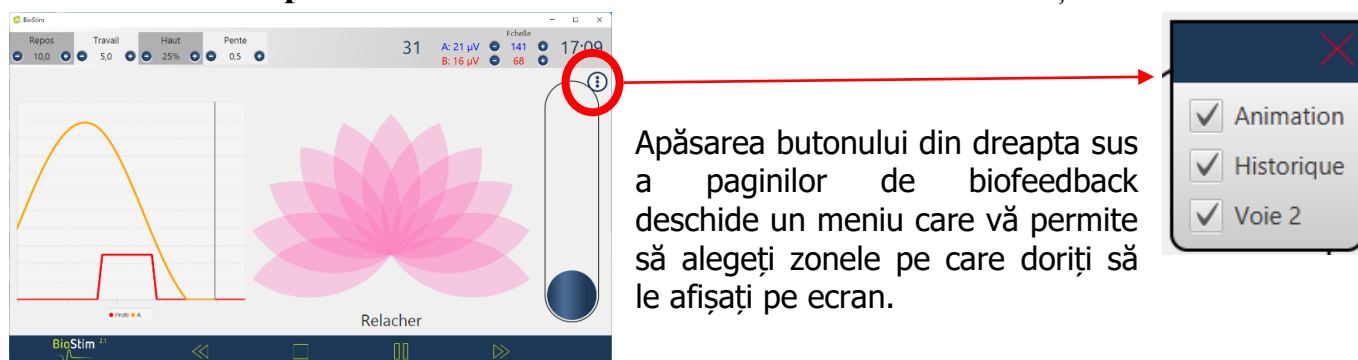 BioStim
Repos Travail Haut Pente
10,0 5,0 25% 0,5
31
Echelle
A: 21 µV 141
B: 16 µV 68
17:09
Apăsarea butonului din dreapta sus
a paginilor de biofeedback
deschide un meniu care vă permite
să alegeți zonele pe care doriți să
le afișați pe ecran.
Animation
Historique
Voie 2
Profil A
Relacher
BioStim 2.1